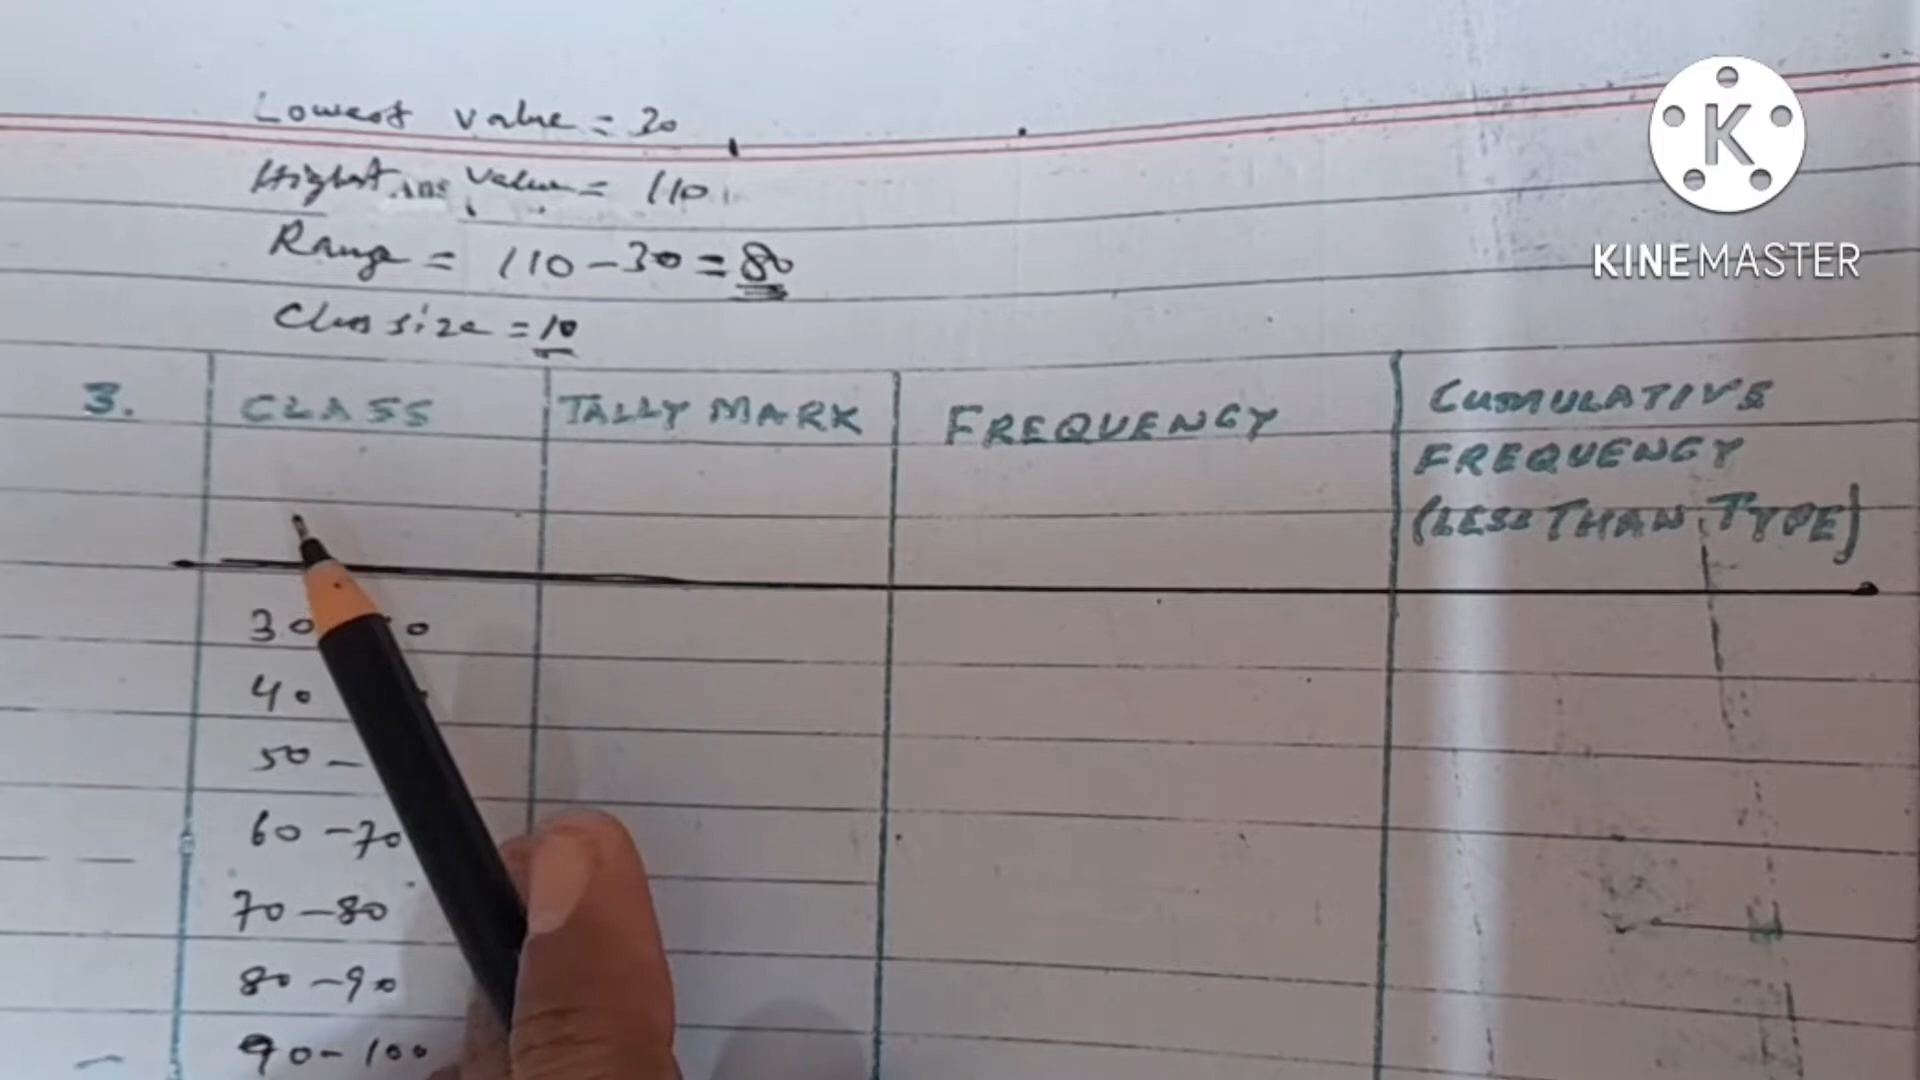 Lowest value = 30
Highest value = 110
Range = 110 - 30 = 80
Class size = 10
3. CLASS TALLY MARK FREQUENCY CUMULATIVE
FREQUENCY
(LESS THAN TYPE)
30
40
50 -
60 - 70
70 - 80
80 - 90
90 - 100
K
KINEMASTER